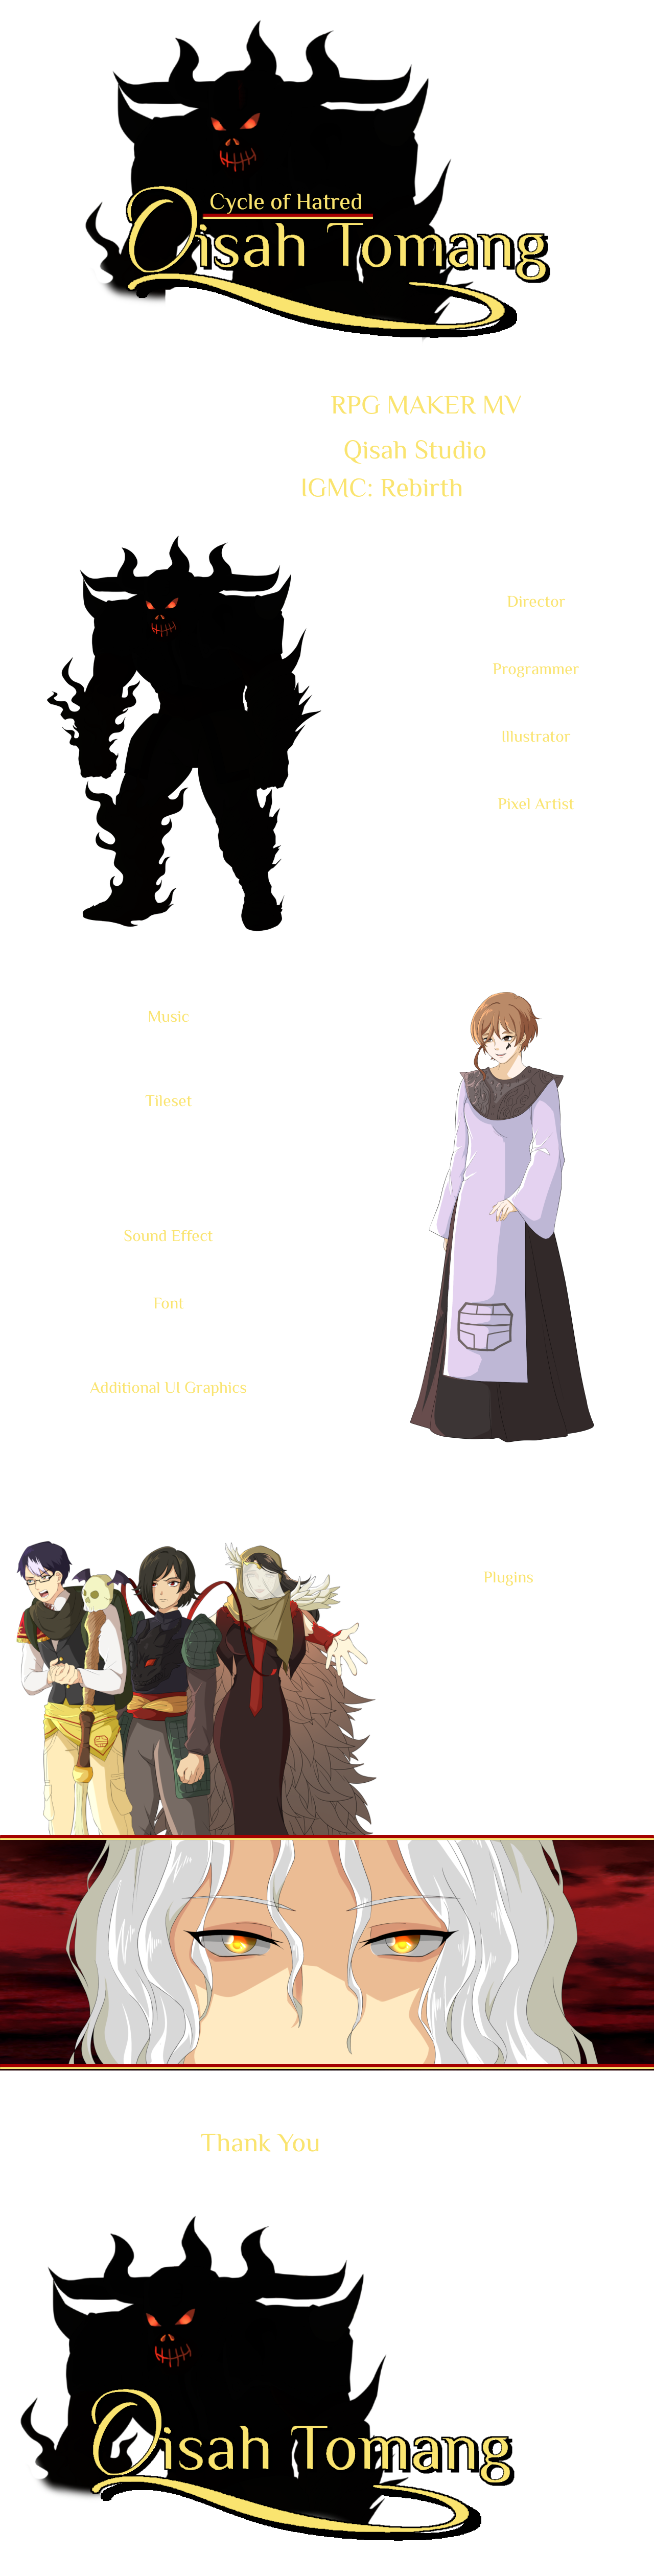 Cycle of Hatred
Qisah Tomang
RPG MAKER MV
Qisah Studio
IGMC: Rebirth
Director
Programmer
Illustrator
Pixel Artist
Music
Tileset
Sound Effect
Font
Additional UI Graphics
Plugins
Thank You
Qisah Tomang